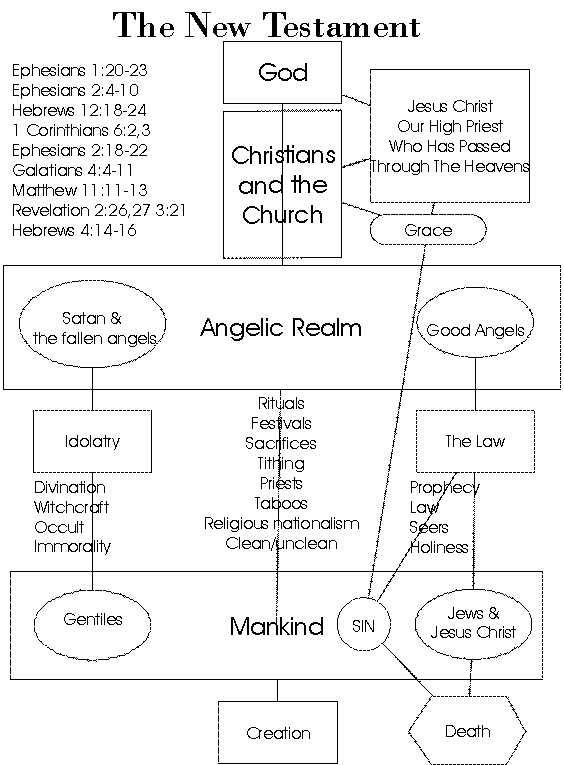 The New Testament
Ephesians 1:20-23
Ephesians 2:4-10
Hebrews 12:18-24
1 Corinthians 6:2,3
Ephesians 2:18-22
Galatians 4:4-11
Matthew 11:11-13
Revelation 2:26,27 3:21
Hebrews 4:14-16
God
Christians
and the
Church
Jesus Christ
Our High Priest
Who Has Passed
Through The Heavens
Grace
Satan &
the fallen angels
Angelic Realm
Good Angels
Idolatry
Divination
Witchcraft
Occult
Immorality
Rituals
Festivals
Sacrifices
Tithing
Priests
Taboos
Religious nationalism
Clean/unclean
The Law
Prophecy
Law
Seers
Holiness
Gentiles
Mankind
SIN
Jews &
Jesus Christ
Creation
Death